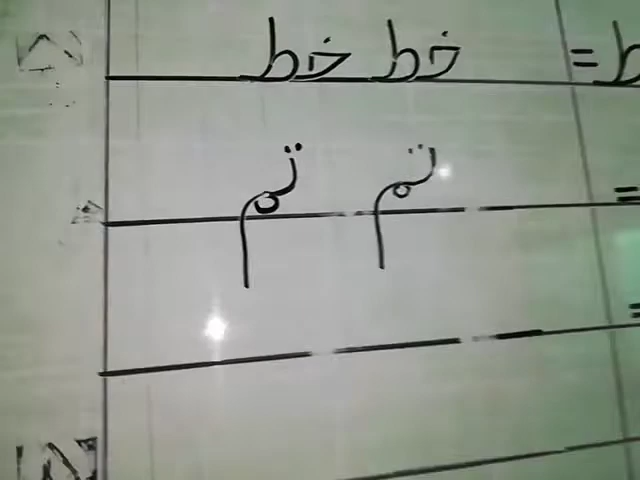 = خط خط
= تم تم